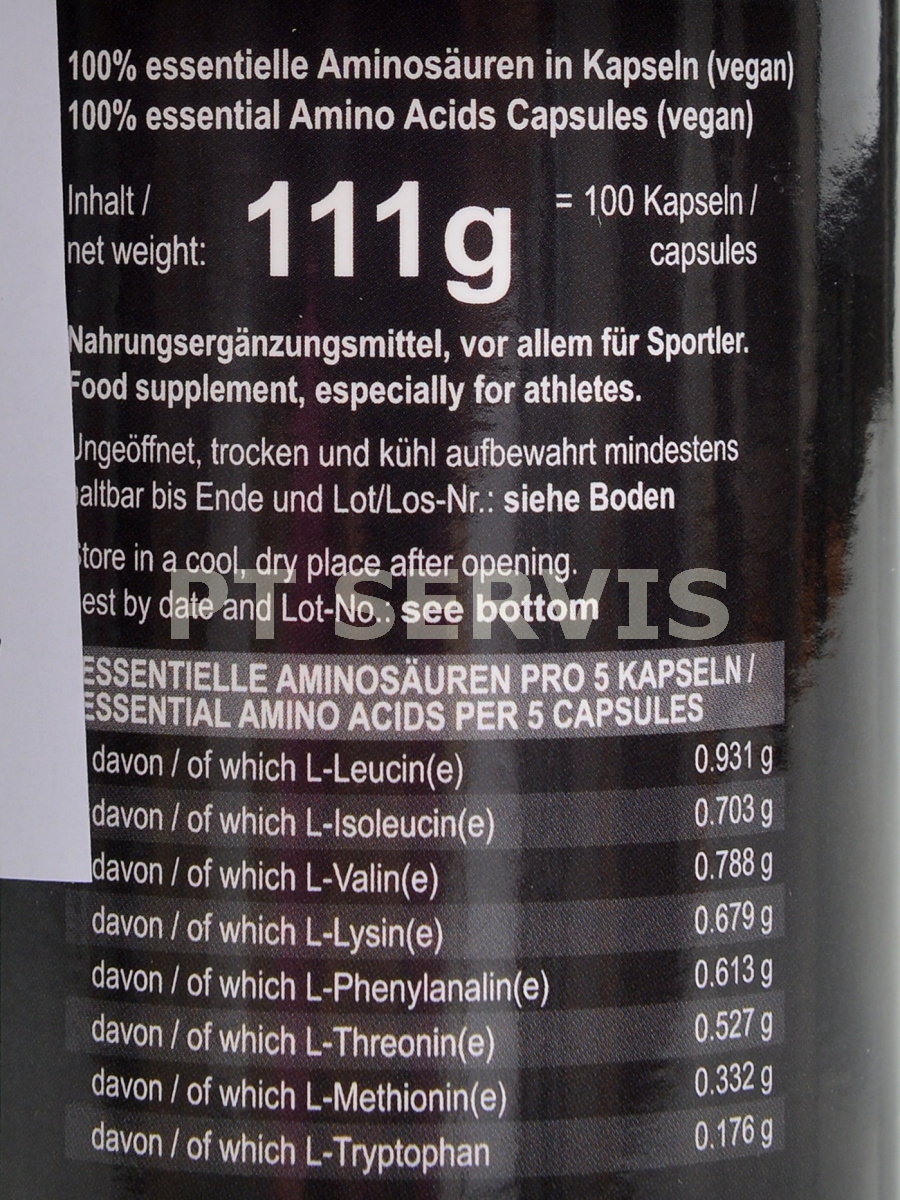 100% essentielle Aminosäuren in Kapseln (vegan)
100% essential Amino Acids Capsules (vegan)
Inhalt /
net weight:
111g
= 100 Kapseln /
capsules
Nahrungsergänzungsmittel, vor allem für Sportler.
Food supplement, especially for athletes.
Ungeöffnet, trocken und kühl aufbewahrt mindestens
altbar bis Ende und Lot/Los-Nr.: siehe Boden
Store in a cool, dry place after opening.
est by date and Lot-No.: see bottom
PT SERVIS
ESSENTIELLE AMINOSÄUREN PRO 5 KAPSELN /
ESSENTIAL AMINO ACIDS PER 5 CAPSULES
davon / of which L-Leucin(e) 0.931 g
davon / of which L-Isoleucin(e) 0.703 g
davon / of which L-Valin(e) 0.788 g
davon / of which L-Lysin(e) 0.679 g
davon / of which L-Phenylanalin(e) 0.613 g
davon / of which L-Threonin(e) 0.527 g
davon / of which L-Methionin(e) 0.332 g
davon / of which L-Tryptophan 0.176 g